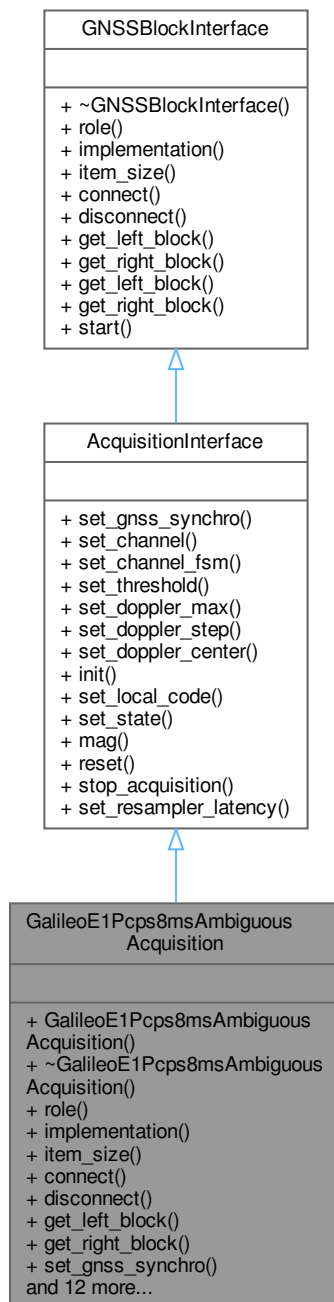 GNSSBlockInterface
+ ~GNSSBlockInterface()
+ role()
+ implementation()
+ item_size()
+ connect()
+ disconnect()
+ get_left_block()
+ get_right_block()
+ get_left_block()
+ get_right_block()
+ start()
AcquisitionInterface
+ set_gnss_synchro()
+ set_channel()
+ set_channel_fsm()
+ set_threshold()
+ set_doppler_max()
+ set_doppler_step()
+ set_doppler_center()
+ init()
+ set_local_code()
+ set_state()
+ mag()
+ reset()
+ stop_acquisition()
+ set_resampler_latency()
GalileoE1Pcps8msAmbiguous
Acquisition
+ GalileoE1Pcps8msAmbiguous
Acquisition()
+ ~GalileoE1Pcps8msAmbiguous
Acquisition()
+ role()
+ implementation()
+ item_size()
+ connect()
+ disconnect()
+ get_left_block()
+ get_right_block()
+ set_gnss_synchro()
and 12 more...